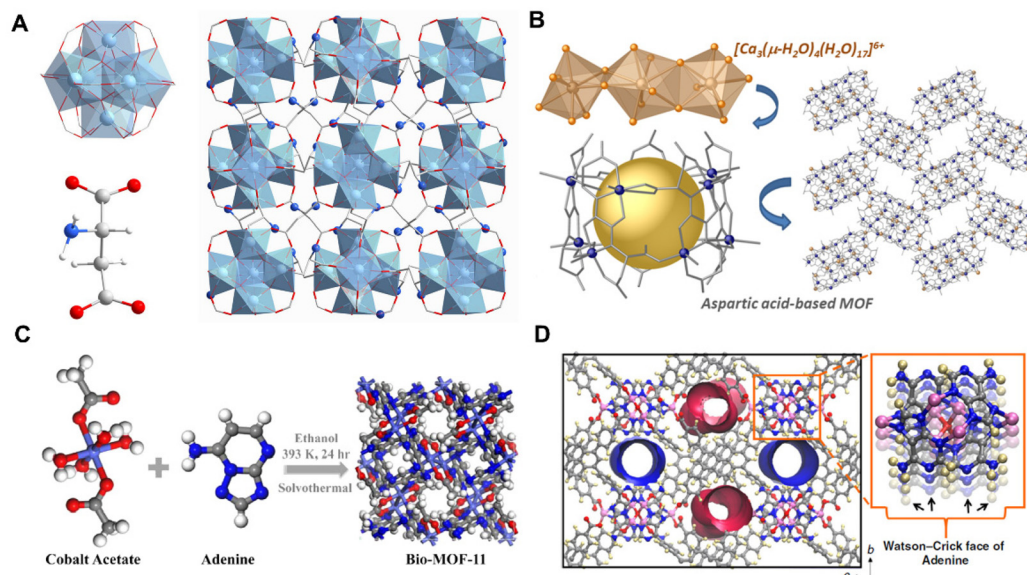 A
B
[Ca3(μ-H2O)4(H2O)17]6+
Aspartic acid-based MOF
C
Ethanol
393 K, 24 hr
Solvothermal
Cobalt Acetate
Adenine
Bio-MOF-11
D
b
Watson–Crick face of
Adenine